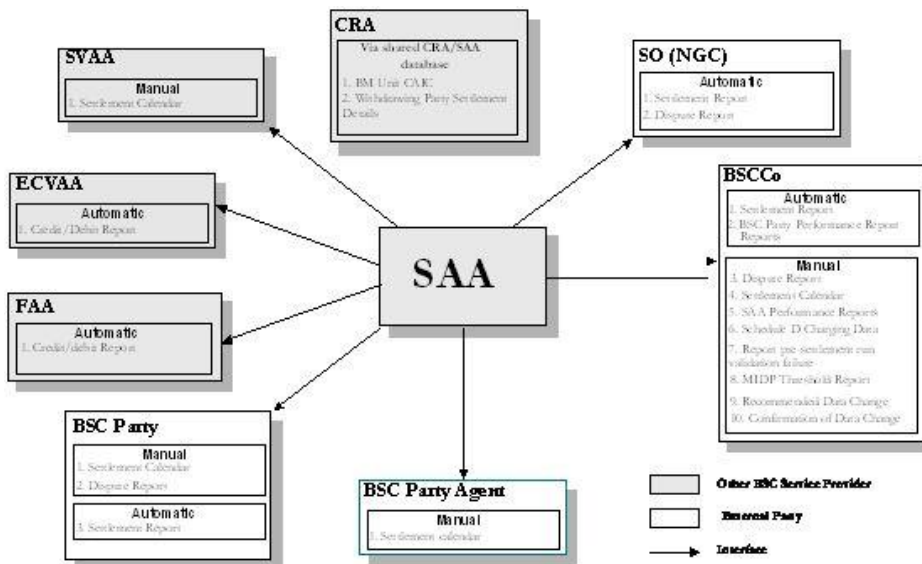 CRA
Via shared CRA/SAA
database
1. BM Unit CAIC
2. Withdrawing Party Settlement
Details
SVAA
Manual
1. Settlement Calendar
SO (NGC)
Automatic
1. Settlement Report
2. Dispute Report
ECVAA
Automatic
1. Credit/Debit Report
BSCCo
Automatic
1. Settlement Report
2. BSC Party Performance Report
Reports
Manual
3. Dispute Report
4. Settlement Calendar
5. SAA Performance Reports
6. Schedule D Charging Data
7. Report pre-settlement run
validation failure
8. MIDP Threshold Report
9. Recommended Data Change
10. Confirmation of Data Change
SAA
FAA
Automatic
1. Credit/debit Report
BSC Party
Manual
1. Settlement Calendar
2. Dispute Report
Automatic
3. Settlement Report
BSC Party Agent
Manual
1. Settlement calendar
Other BSC Service Provider
External Party
Interface